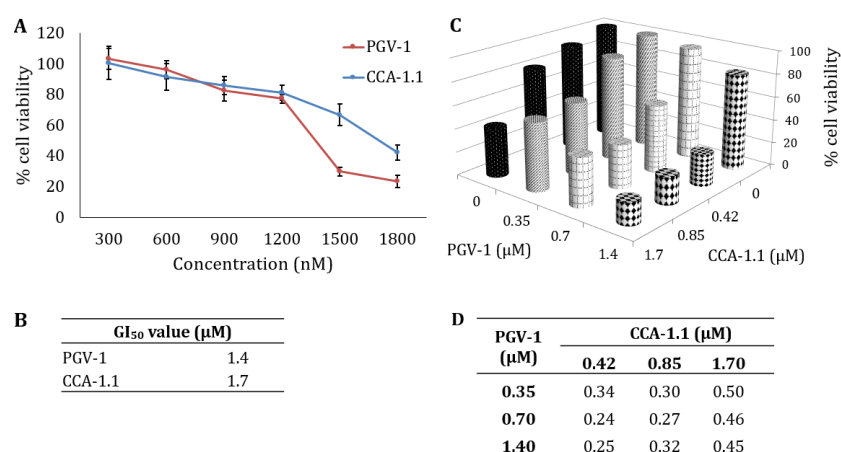 A
120
100
80
60
40
20
0
% cell viability
PGV-1
CCA-1.1
300 600 900 1200 1500 1800
Concentration (nM)
B
GI₅₀ value (μM)
PGV-1 1.4
CCA-1.1 1.7
C
100
80
60
40
20
0
% cell viability
0
0.35
0.7
1.4
PGV-1 (μM)
0
0.42
0.85
1.7
CCA-1.1 (μM)
D
PGV-1 (μM)
CCA-1.1 (μM)
0.42 0.85 1.70
0.35 0.34 0.30 0.50
0.70 0.24 0.27 0.46
1.40 0.25 0.32 0.45